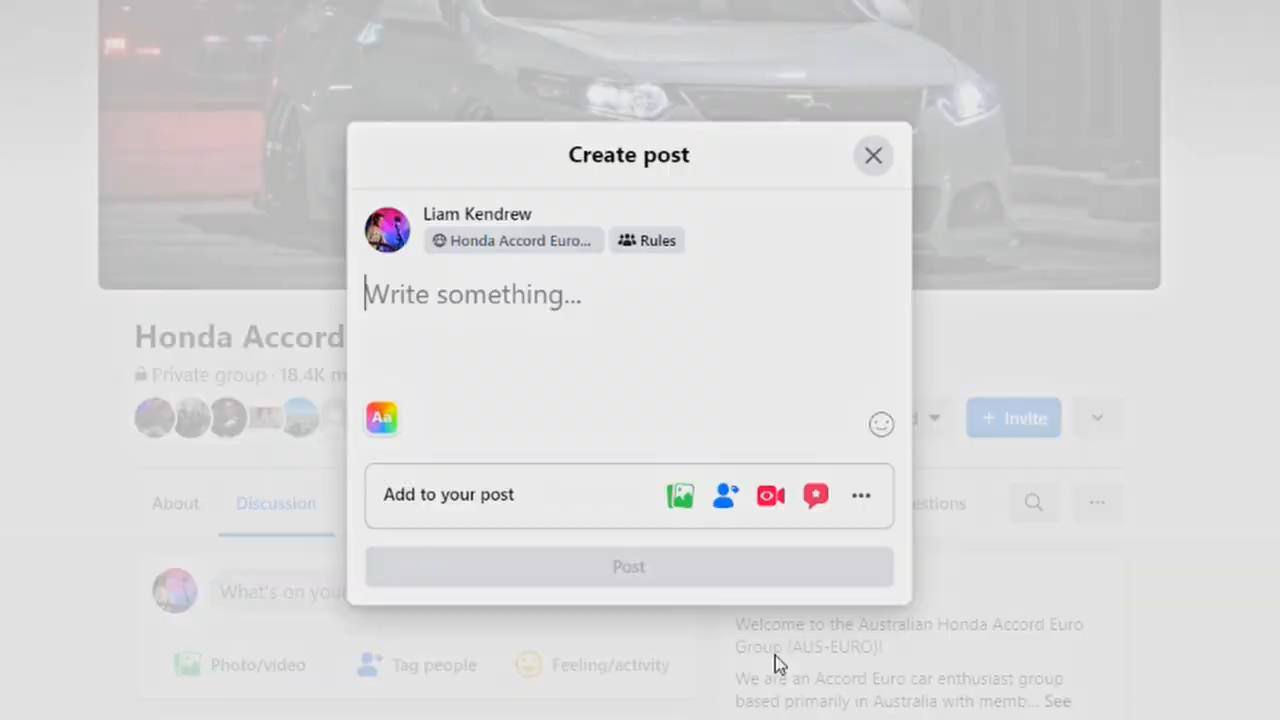 Create post
Liam Kendrew
Honda Accord Euro...
Rules
Write something...
Aa
Add to your post
Post
Honda Accord
Private group · 18.4K m
+ Invite
About
Discussion
estions
What's on you
Photo/video
Tag people
Feeling/activity
Welcome to the Australian Honda Accord Euro
Group (AUS-EURO)!
We are an Accord Euro car enthusiast group
based primarily in Australia with memb... See